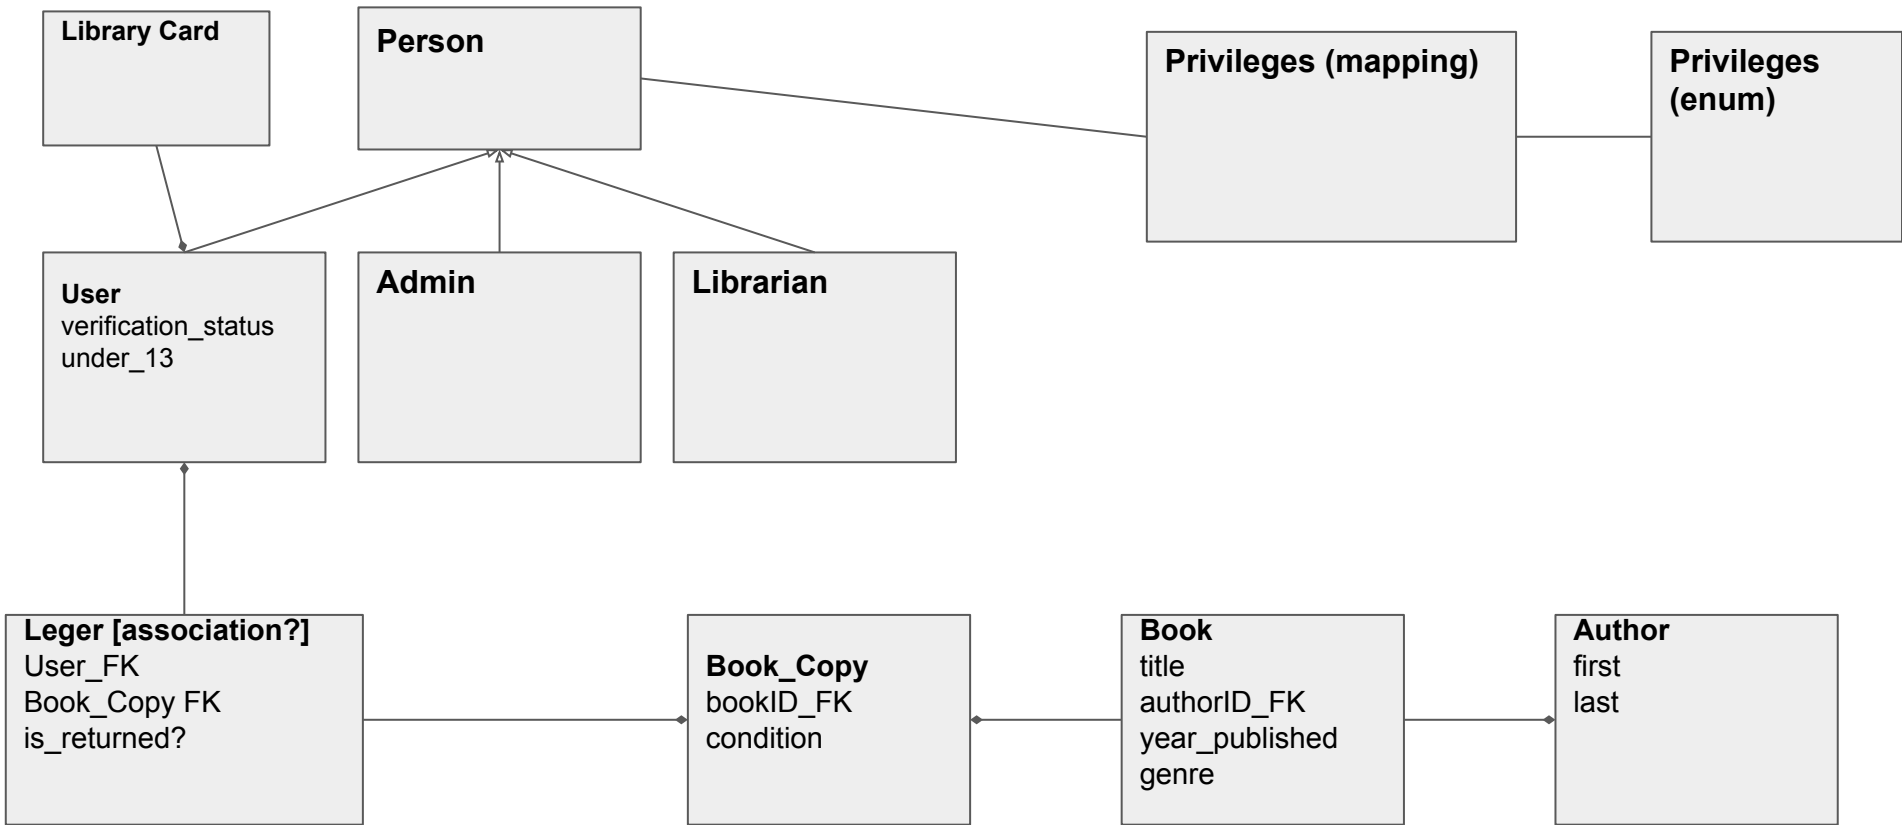 Library Card
Person
Privileges (mapping)
Privileges
(enum)
User
verification_status
under_13
Admin
Librarian
Leger [association?]
User_FK
Book_Copy FK
is_returned?
Book_Copy
bookID_FK
condition
Book
title
authorID_FK
year_published
genre
Author
first
last